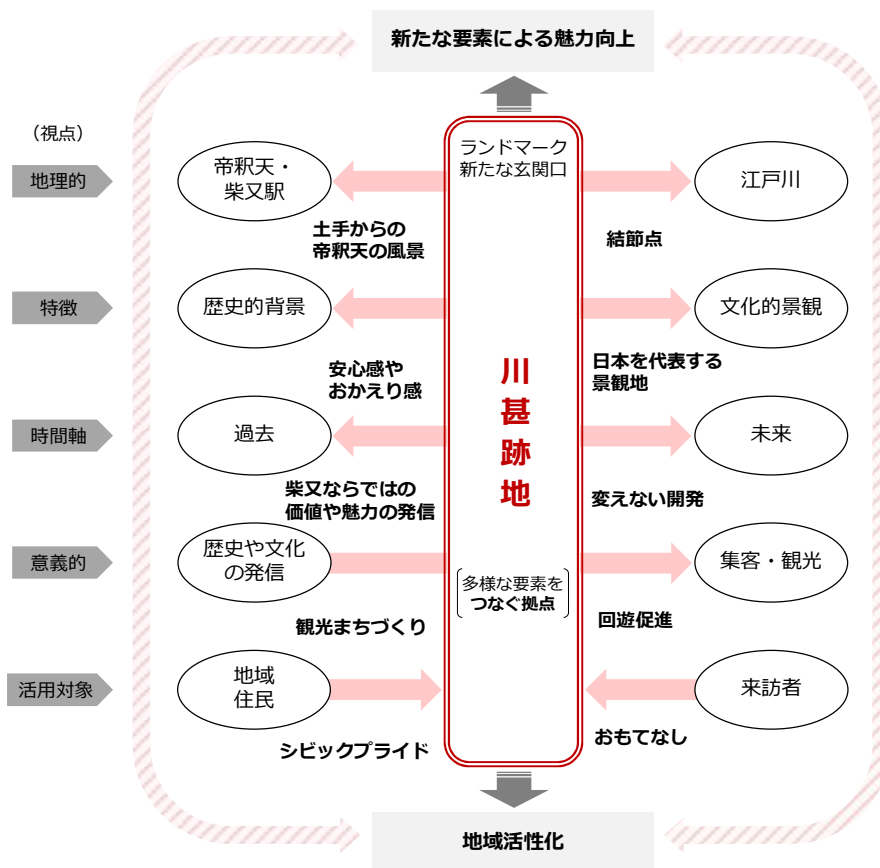 新たな要素による魅力向上
（視点）
地理的
帝釈天・
柴又駅
ランドマーク
新たな玄関口
江戸川
土手からの
帝釈天の風景
結節点
特徴
歴史的背景
文化的景観
安心感や
おかえり感
日本を代表する
景観地
川甚跡地
時間軸
過去
未来
柴又ならではの
価値や魅力の発信
変えない開発
意義的
歴史や文化
の発信
多様な要素を
つなぐ拠点
集客・観光
観光まちづくり
回遊促進
活用対象
地域
住民
来訪者
シビックプライド
おもてなし
地域活性化